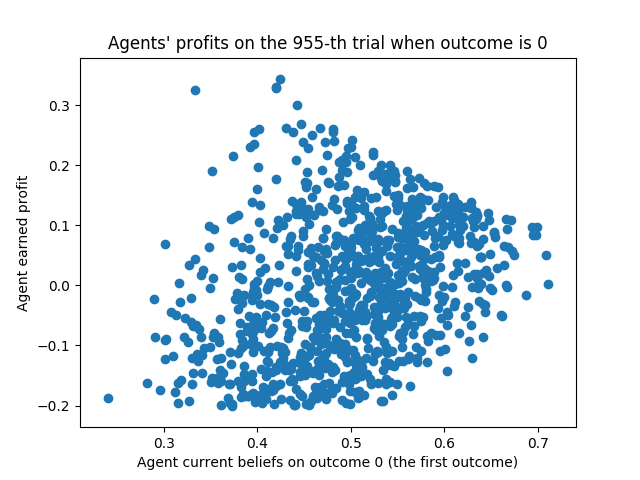 Agents' profits on the 955-th trial when outcome is 0
Agent earned profit
0.3
0.2
0.1
0.0
−0.1
−0.2
0.3 0.4 0.5 0.6 0.7
Agent current beliefs on outcome 0 (the first outcome)